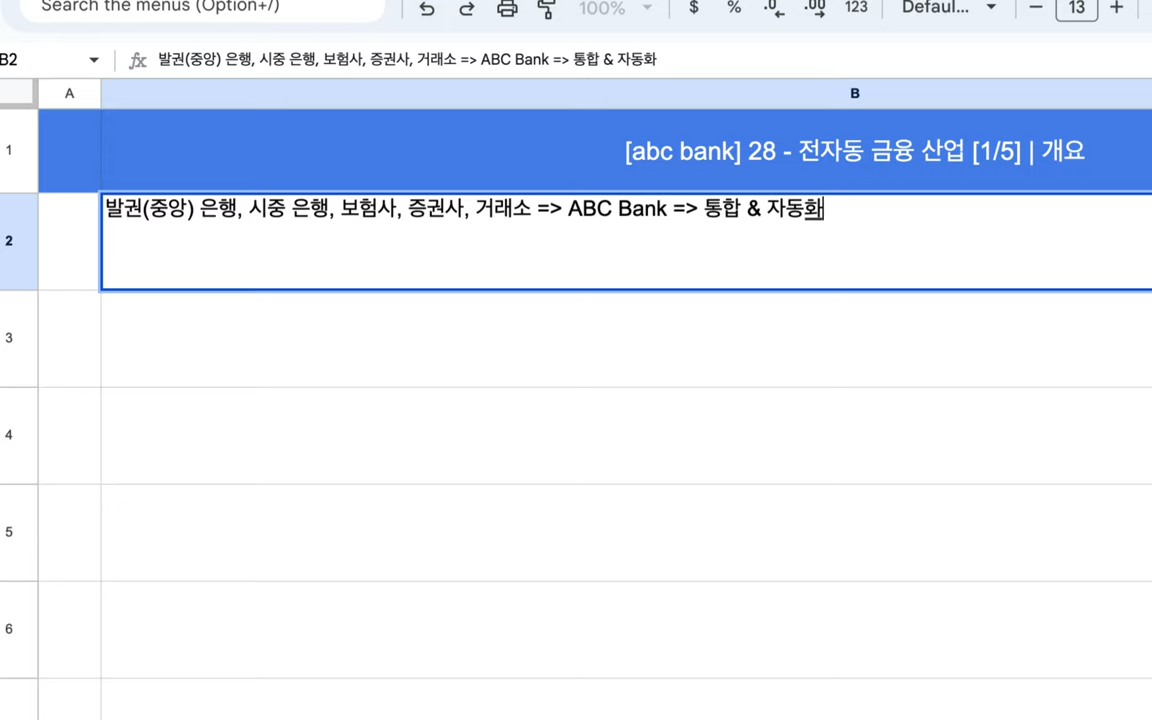 Search the menus (Option+/)
100%
$ % .0 .00 123
Defaul...
13
B2
fx 발권(중앙) 은행, 시중 은행, 보험사, 증권사, 거래소 => ABC Bank => 통합 & 자동화
A B
1 [abc bank] 28 - 전자동 금융 산업 [1/5] | 개요
2 발권(중앙) 은행, 시중 은행, 보험사, 증권사, 거래소 => ABC Bank => 통합 & 자동화
3
4
5
6